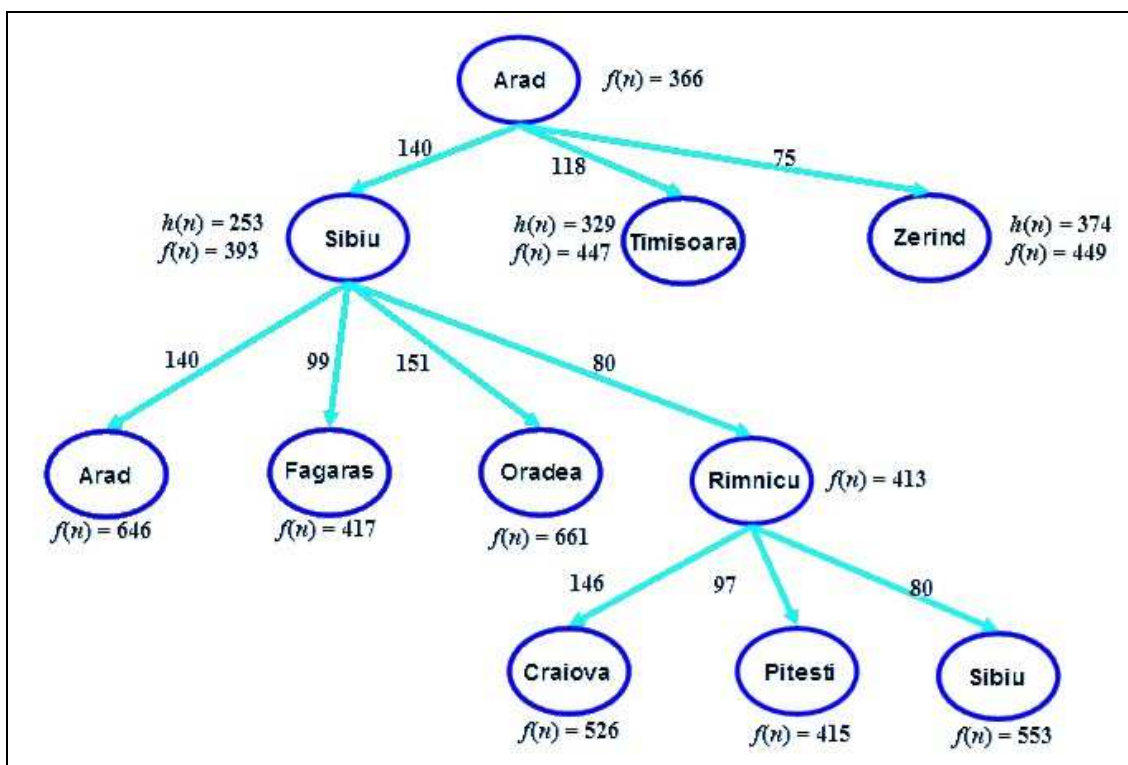 Arad
f(n) = 366
140
118
75
h(n) = 253
f(n) = 393
Sibiu
h(n) = 329
f(n) = 447
Timisoara
Zerind
h(n) = 374
f(n) = 449
140
99
151
80
Arad
f(n) = 646
Fagaras
f(n) = 417
Oradea
f(n) = 661
Rimnicu
f(n) = 413
146
97
80
Craiova
f(n) = 526
Pitesti
f(n) = 415
Sibiu
f(n) = 553